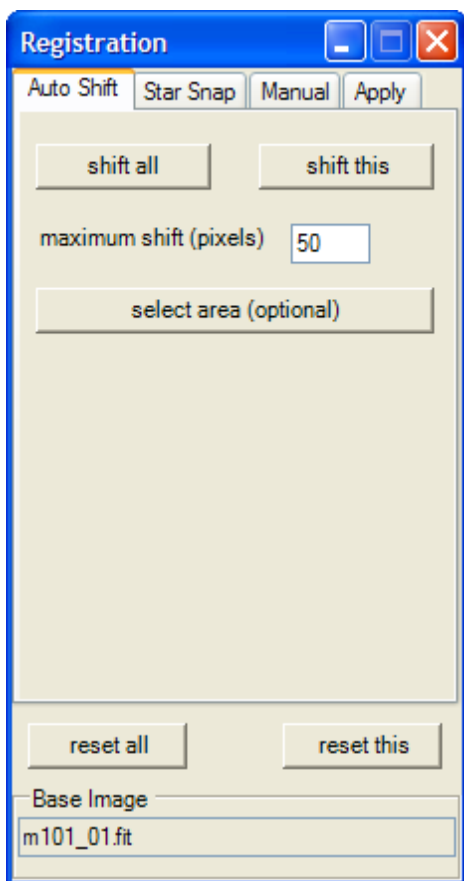 Registration
Auto Shift Star Snap Manual Apply
shift all shift this
maximum shift (pixels) 50
select area (optional)
reset all reset this
Base Image
m101_01.fit